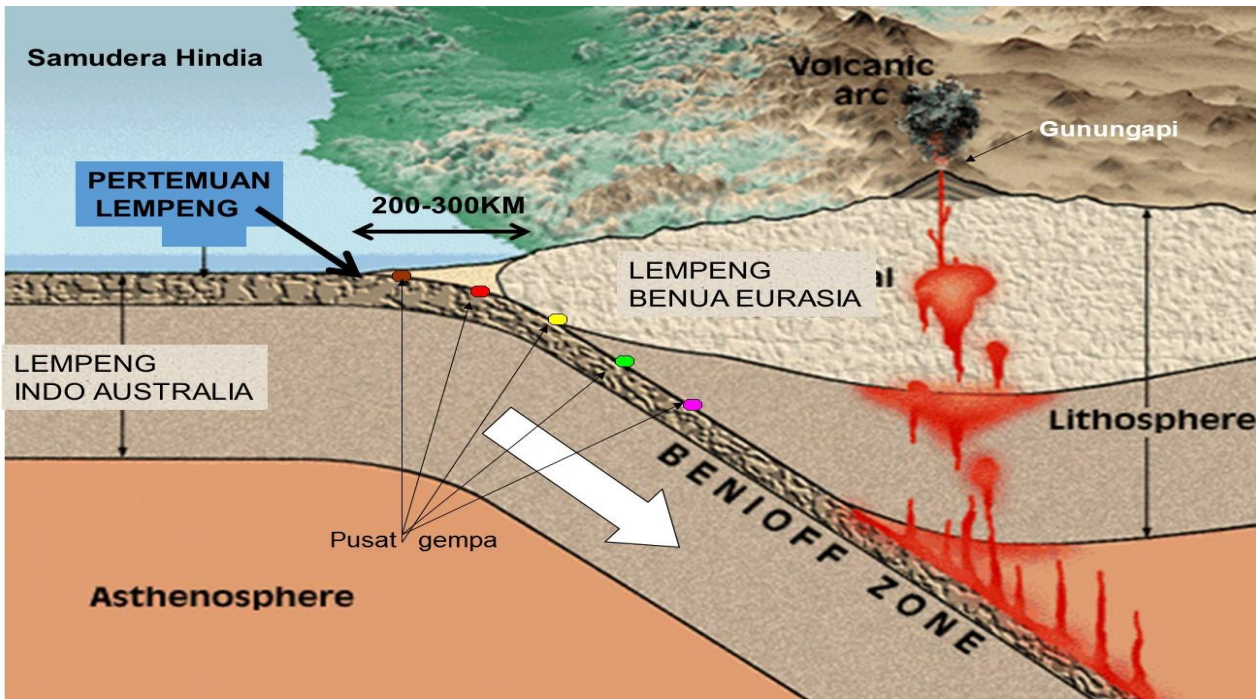 Samudera Hindia
Volcanic
arc
Gunungapi
PERTEMUAN
LEMPENG
200-300KM
LEMPENG
BENUA EURASIA
LEMPENG
INDO AUSTRALIA
Lithosphere
BENIOFF ZONE
Pusat gempa
Asthenosphere